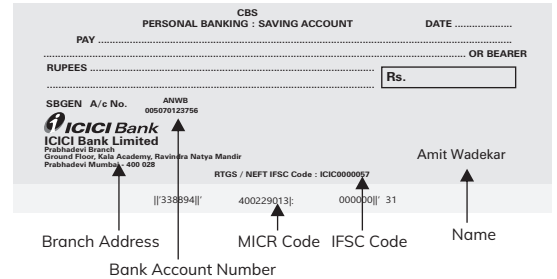 CBS
PERSONAL BANKING : SAVING ACCOUNT DATE ...................
PAY ...............................................................................................................
............................................................................................................... OR BEARER
RUPEES ...............................................................................................
............................................................................................................... Rs.
SBGEN A/c No. ANWB
005070123756
ICICI Bank
ICICI Bank Limited
Prabhadevi Branch
Ground Floor, Kala Academy, Ravindra Natya Mandir
Prabhadevi Mumbai - 400 028
Amit Wadekar
RTGS / NEFT IFSC Code : ICIC0000057
||'338894||' 400229013|: 000000||' 31
Branch Address MICR Code IFSC Code Name
Bank Account Number